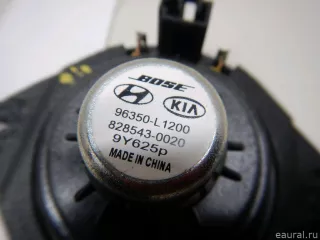 BOSE
KIA
96350-L1200
828543-0020
9Y625p
MADE IN CHINA
eaural.ru